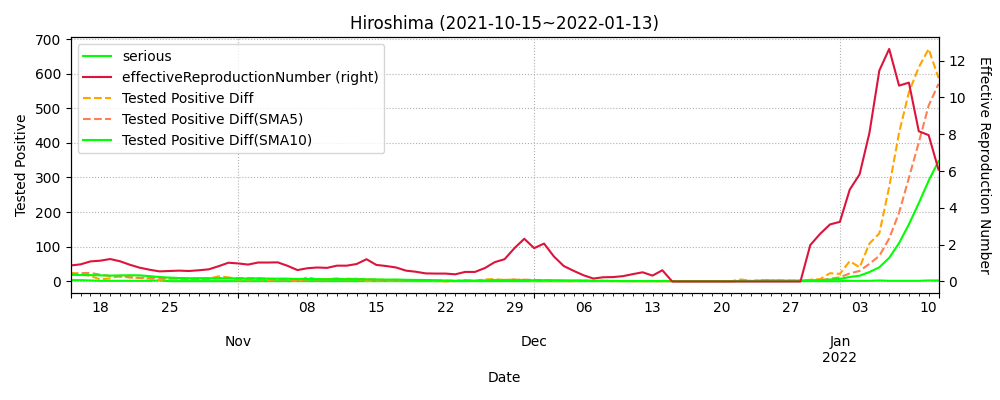 Hiroshima (2021-10-15~2022-01-13)
serious
effectiveReproductionNumber (right)
Tested Positive Diff
Tested Positive Diff(SMA5)
Tested Positive Diff(SMA10)
700
600
500
400
300
200
100
0
Tested Positive
12
10
8
6
4
2
0
Effective Reproduction Number
18 25 08 15 22 29 06 13 20 27 03 10
Nov Dec Jan
2022
Date